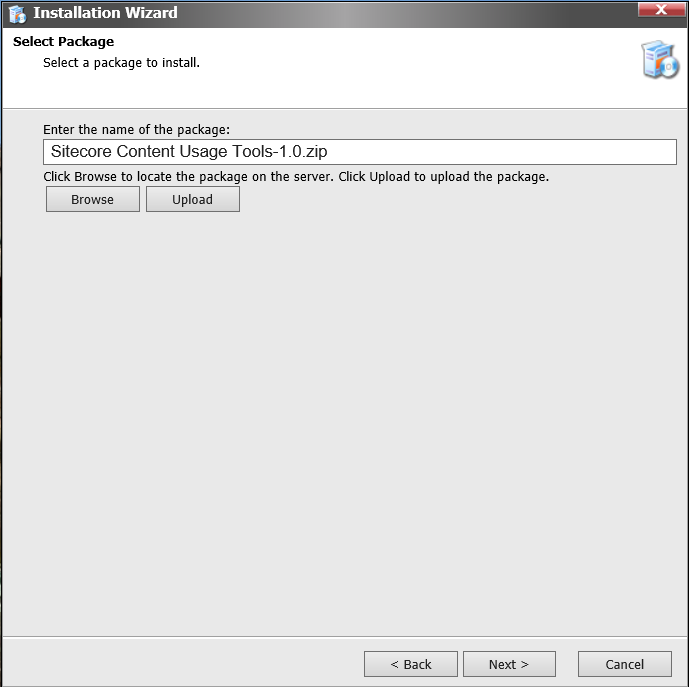 Installation Wizard
Select Package
Select a package to install.
Enter the name of the package:
Sitecore Content Usage Tools-1.0.zip
Click Browse to locate the package on the server. Click Upload to upload the package.
Browse Upload
< Back Next > Cancel